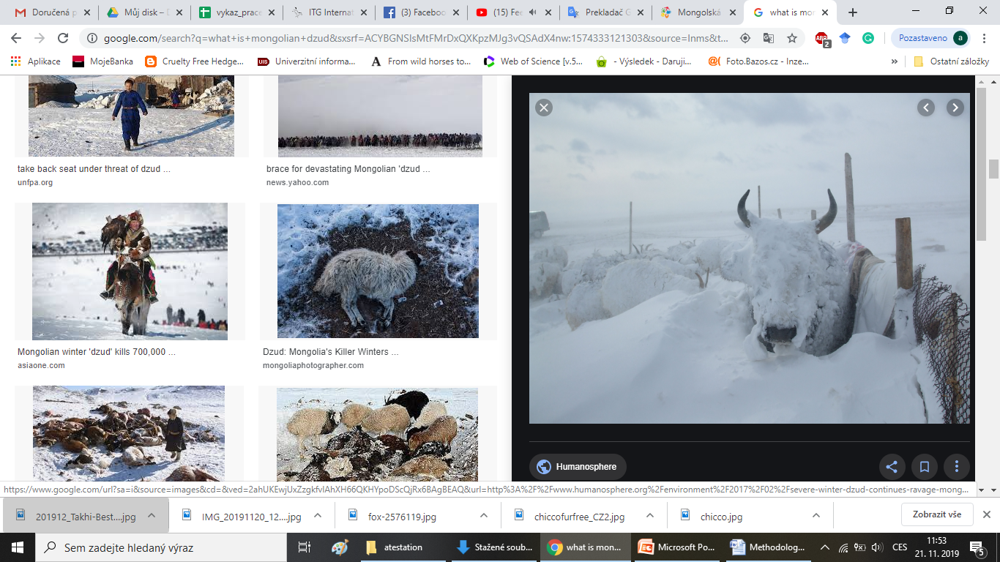 Doručená p
Můj disk – D
vykaz_prace
ITG Internat
(3) Faceboo
(15) Fee
Prekladač G
Mongolská
what is mon
google.com/search?q=what+is+mongolian+dzud&sxsrf=ACYBGNSIsMtFMrDxQXKpzMJg3vQSAdX4nw:1574333121303&source=lnms&t...
ABP
2
Pozastaveno
a
Aplikace
MojeBanka
Cruelty Free Hedge...
UIS
Univerzitní informa...
From wild horses to...
Web of Science [v.5...
- Výsledek - Daruji...
Foto.Bazos.cz - Inze...
»
Ostatní záložky
take back seat under threat of dzud ...
unfpa.org
brace for devastating Mongolian 'dzud ...
news.yahoo.com
Mongolian winter 'dzud' kills 700,000 ...
asiaone.com
Dzud: Mongolia's Killer Winters ...
mongoliaphotographer.com
Humanosphere
https://www.google.com/url?sa=i&source=images&cd=&ved=2ahUKEwjUxZzgkfvlAhXH66QKHYpoDScQjRx6BAgBEAQ&url=http%3A%2F%2Fwww.humanosphere.org%2Fenvironment%2F2017%2F02%2Fsevere-winter-dzud-continues-ravage-mong...
201912_Takhi-Best....jpg
IMG_20191120_12....jpg
fox-2576119.jpg
chiccofurfree_CZ2.jpg
chicco.jpg
Zobrazit vše
Sem zadejte hledaný výraz
atestation
Stažené soub...
what is mon...
Microsoft Po...
Methodolog...
CES
11:53
21. 11. 2019
5